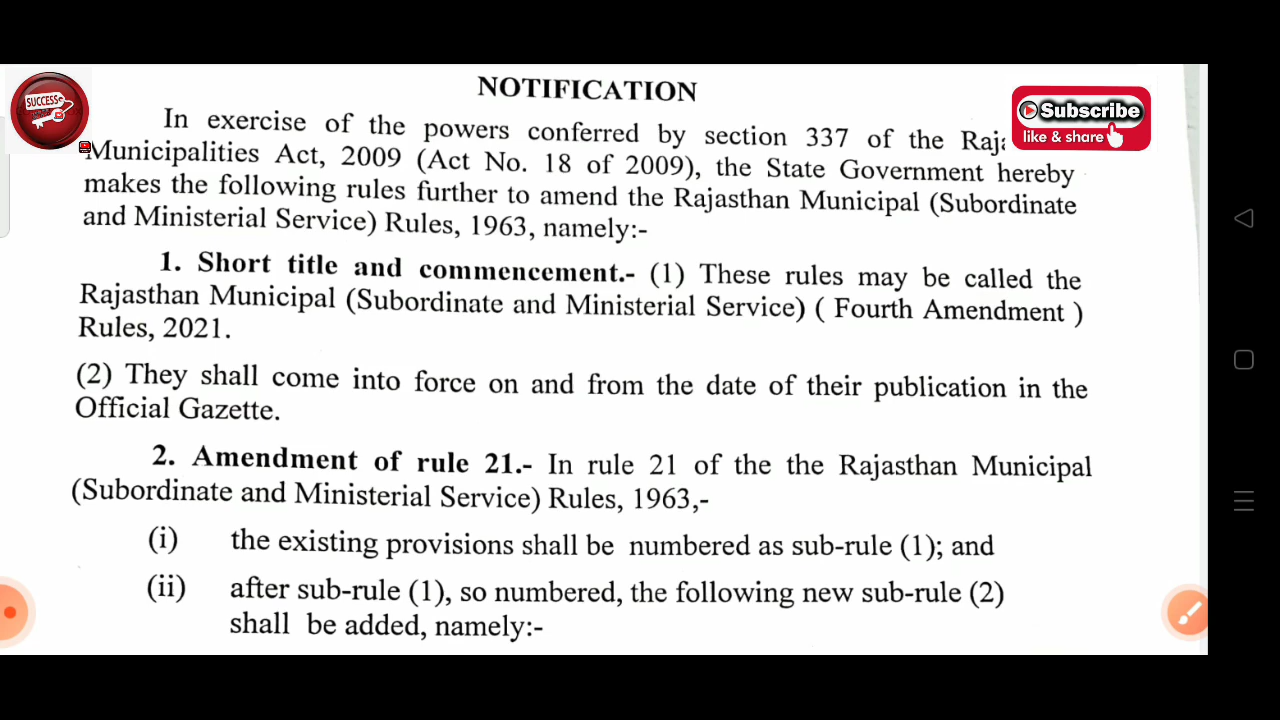 NOTIFICATION
SUCCESS
Subscribe
like & share
In exercise of the powers conferred by section 337 of the
Municipalities Act, 2009 (Act No. 18 of 2009), the State Government hereby
makes the following rules further to amend the Rajasthan Municipal (Subordinate
and Ministerial Service) Rules, 1963, namely:-
1. Short title and commencement.- (1) These rules may be called the
Rajasthan Municipal (Subordinate and Ministerial Service) ( Fourth Amendment )
Rules, 2021.
(2) They shall come into force on and from the date of their publication in the
Official Gazette.
2. Amendment of rule 21.- In rule 21 of the the Rajasthan Municipal
(Subordinate and Ministerial Service) Rules, 1963,-
(i) the existing provisions shall be numbered as sub-rule (1); and
(ii) after sub-rule (1), so numbered, the following new sub-rule (2)
shall be added, namely:-